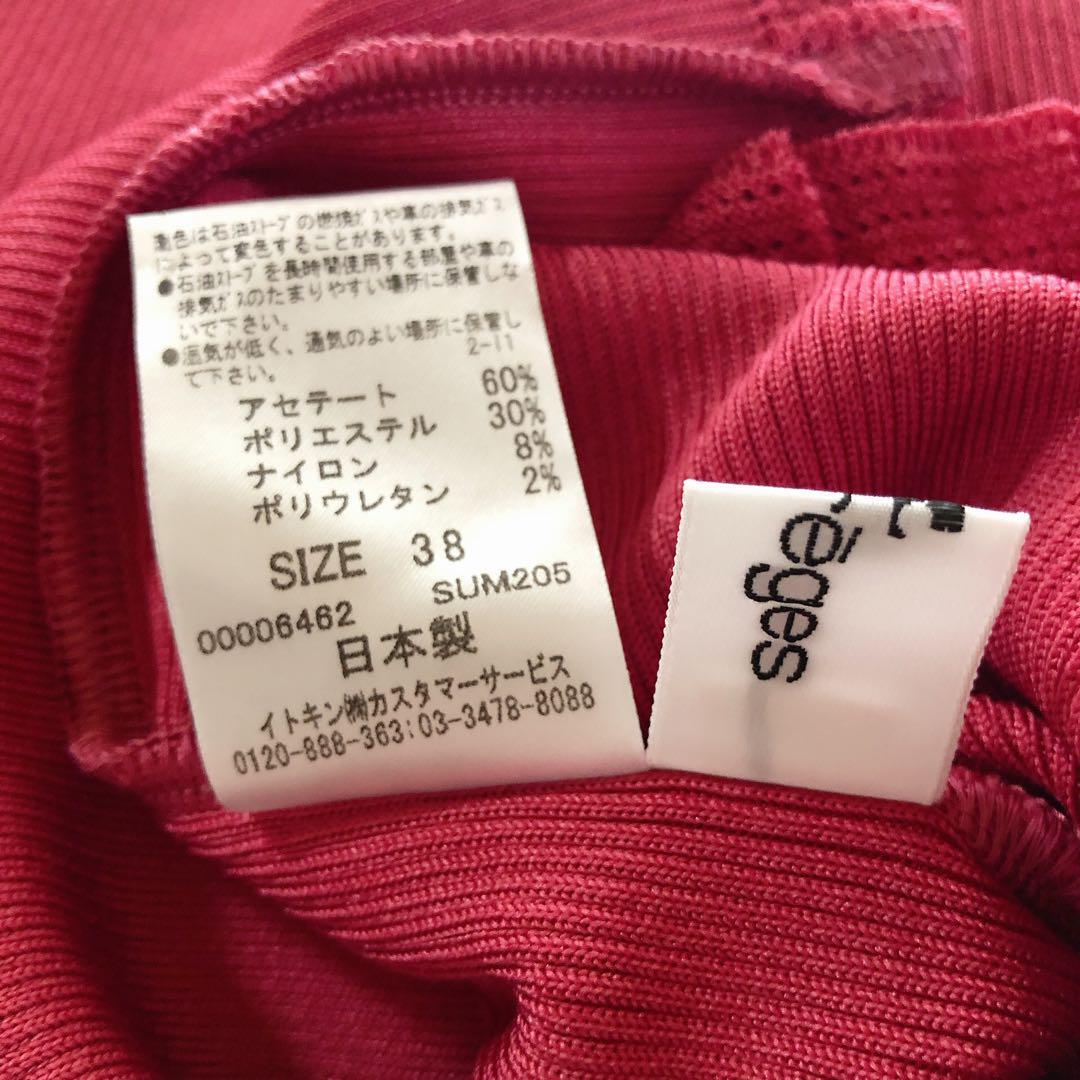 濃色は石油ｽﾄｰﾌﾞの燃焼ｶﾞｽや車の排気ｶﾞｽ
によって変色することがあります。
●石油ｽﾄｰﾌﾞを長時間使用する部屋や車の
排気ｶﾞｽのたまりやすい場所に保管しな
いで下さい。
●湿気が低く、通気のよい場所に保管し
て下さい。 2-11
アセテート 60%
ポリエステル 30%
ナイロン 8%
ポリウレタン 2%
SIZE 38
00006462 SUM205
日本製
イトキン㈱カスタマーサービス
0120-888-363:03-3478-8088
règes